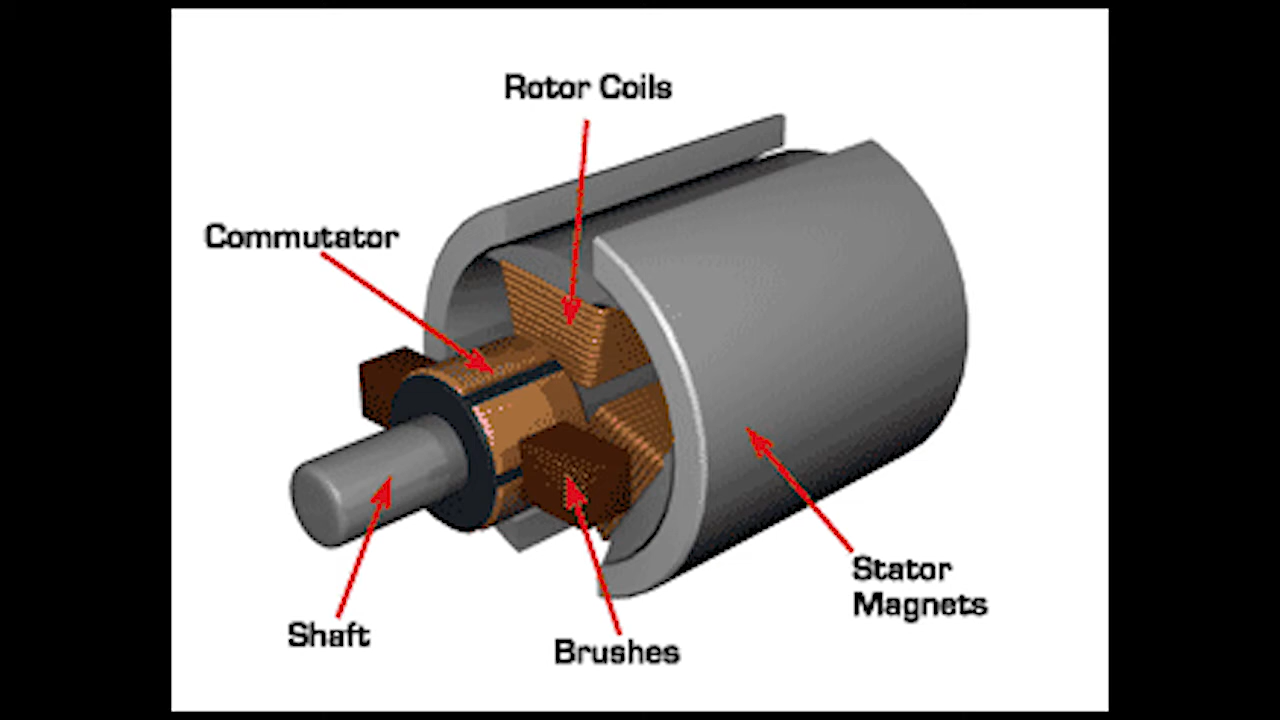 Rotor Coils
Commutator
Stator
Magnets
Shaft
Brushes